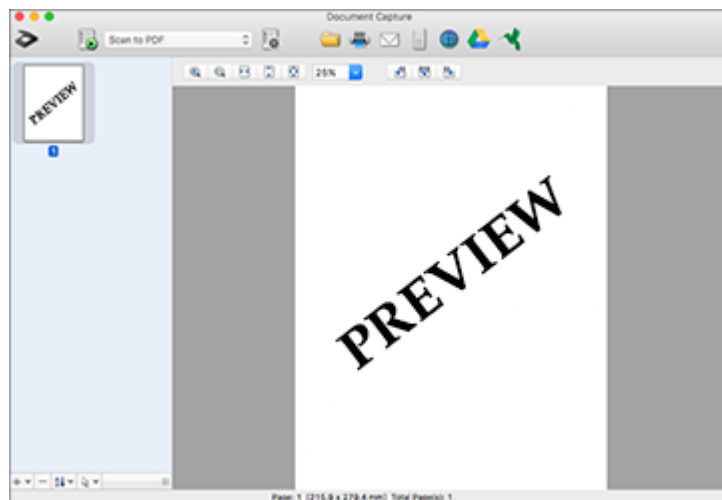 Document Capture
Scan to PDF
25%
PREVIEW
1
PREVIEW
Page: 1 [215.9 x 279.4 mm] Total Page(s): 1